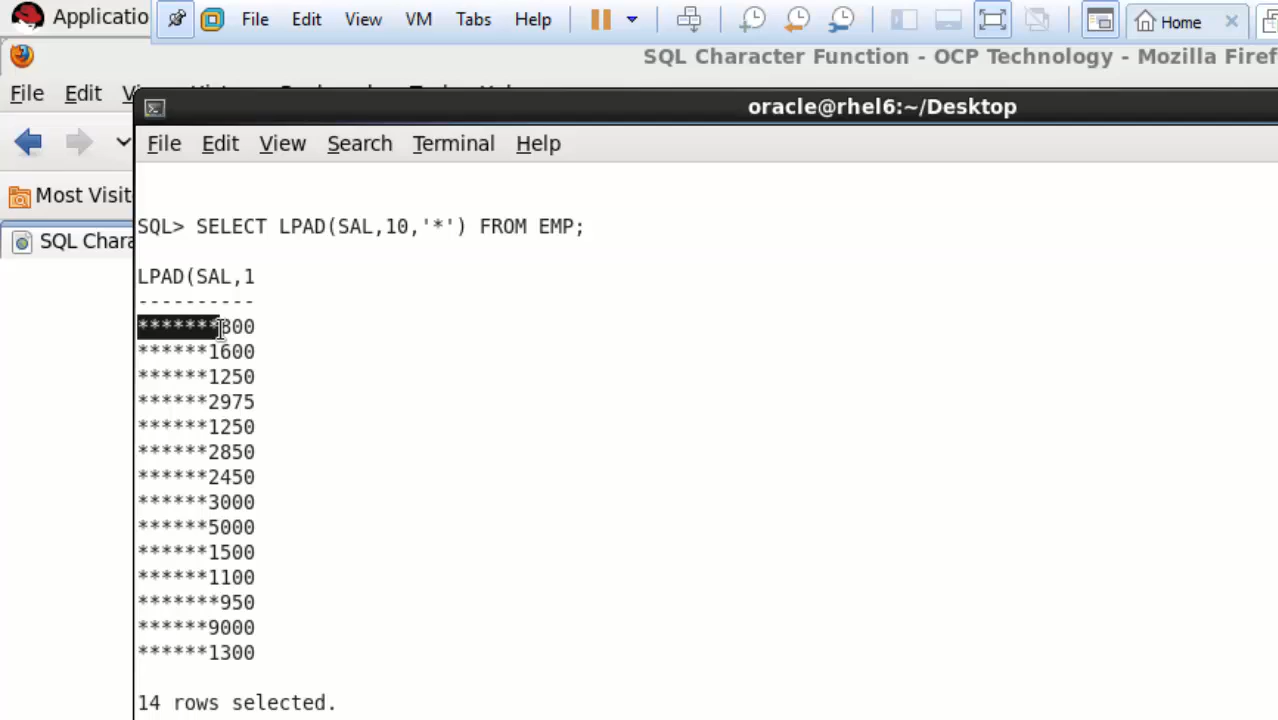 Applicatio
File Edit View VM Tabs Help Home
SQL Character Function - OCP Technology - Mozilla Firef
File Edit
oracle@rhel6:~/Desktop
File Edit View Search Terminal Help
Most Visit
SQL Chara
SQL> SELECT LPAD(SAL,10,'*') FROM EMP;
LPAD(SAL,1
----------
*******800
******1600
******1250
******2975
******1250
******2850
******2450
******3000
******5000
******1500
******1100
*******950
******9000
******1300
14 rows selected.